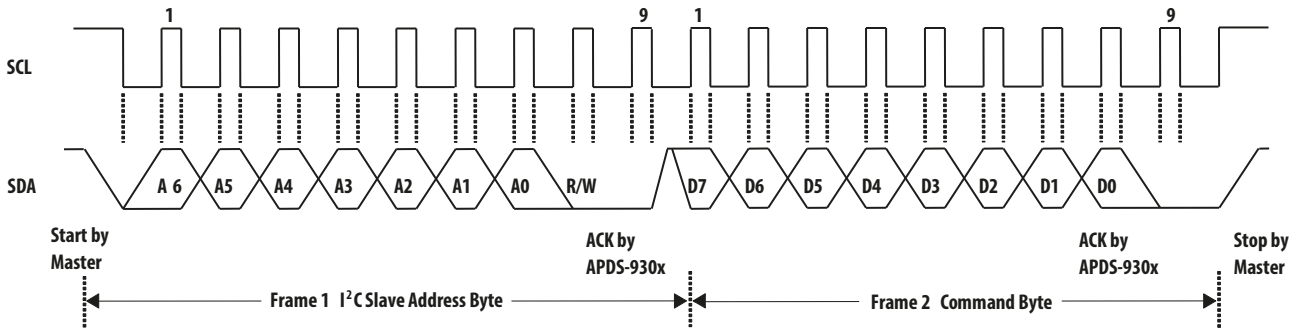 1 9 1 9
SCL
SDA A 6 A5 A4 A3 A2 A1 A0 R/W D7 D6 D5 D4 D3 D2 D1 D0
Start by
Master
ACK by
APDS-930x
ACK by
APDS-930x
Stop by
Master
Frame 1 I²C Slave Address Byte
Frame 2 Command Byte